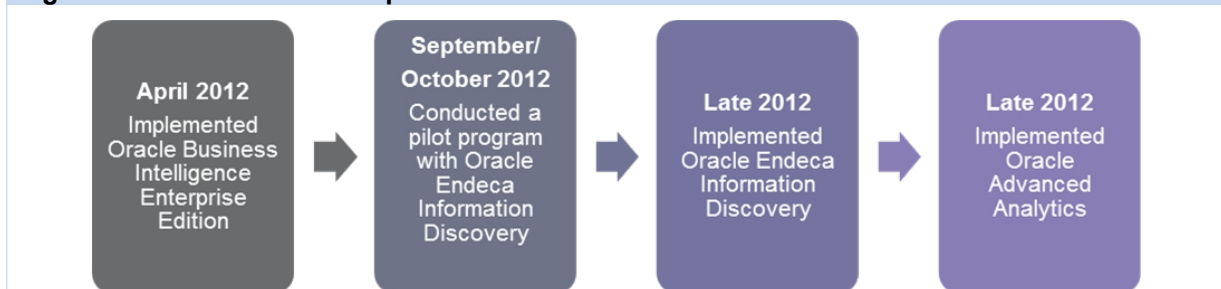 April 2012
Implemented
Oracle Business
Intelligence
Enterprise
Edition
September/
October 2012
Conducted a
pilot program
with Oracle
Endeca
Information
Discovery
Late 2012
Implemented
Oracle Endeca
Information
Discovery
Late 2012
Implemented
Oracle
Advanced
Analytics